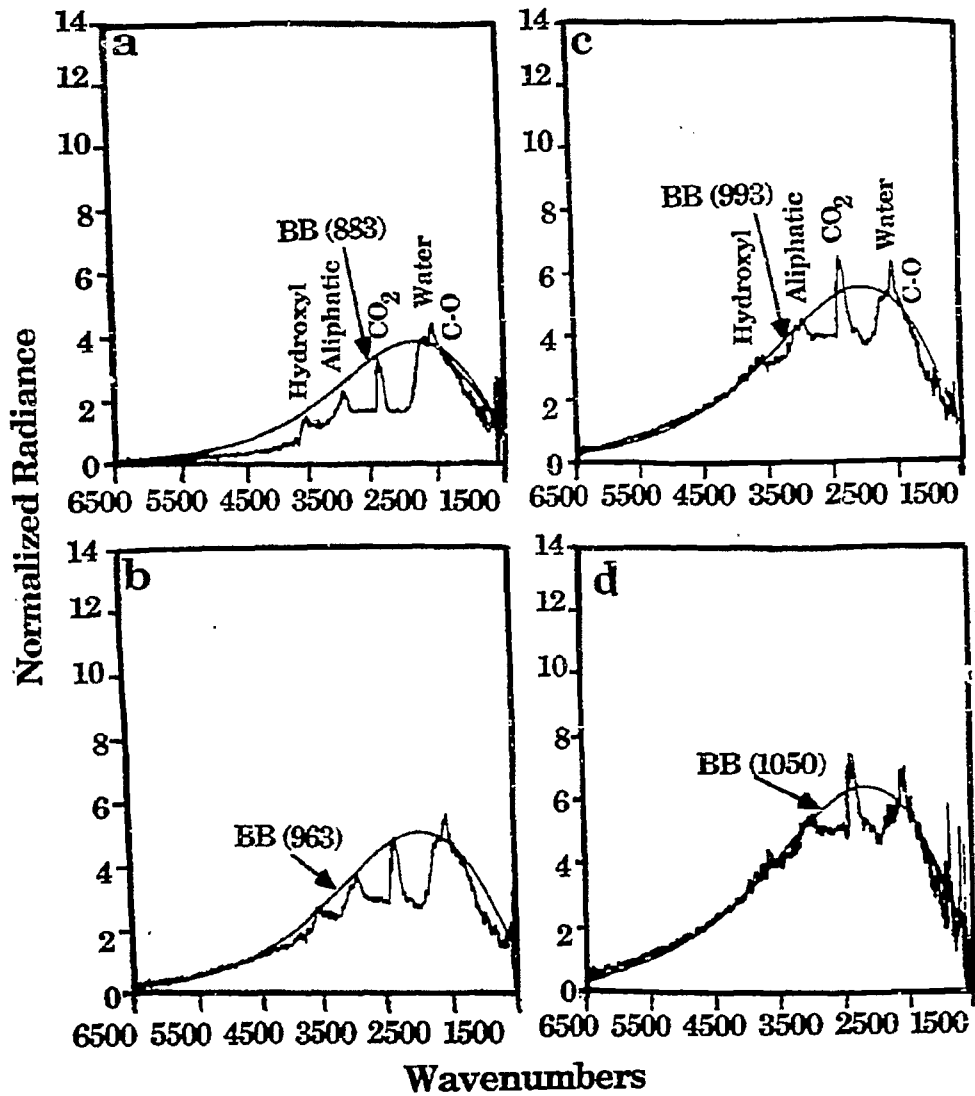 Normalized Radiance
a
14
12
10
8
6
4
2
0
BB (883)
Hydroxyl
Aliphatic
CO2
Water
C-O
6500 5500 4500 3500 2500 1500
c
14
12
10
8
6
4
2
0
BB (993)
Hydroxyl
Aliphatic
CO2
Water
C-O
6500 5500 4500 3500 2500 1500
b
14
12
10
8
6
4
2
0
BB (963)
6500 5500 4500 3500 2500 1500
d
14
12
10
8
6
4
2
0
BB (1050)
6500 5500 4500 3500 2500 1500
Wavenumbers